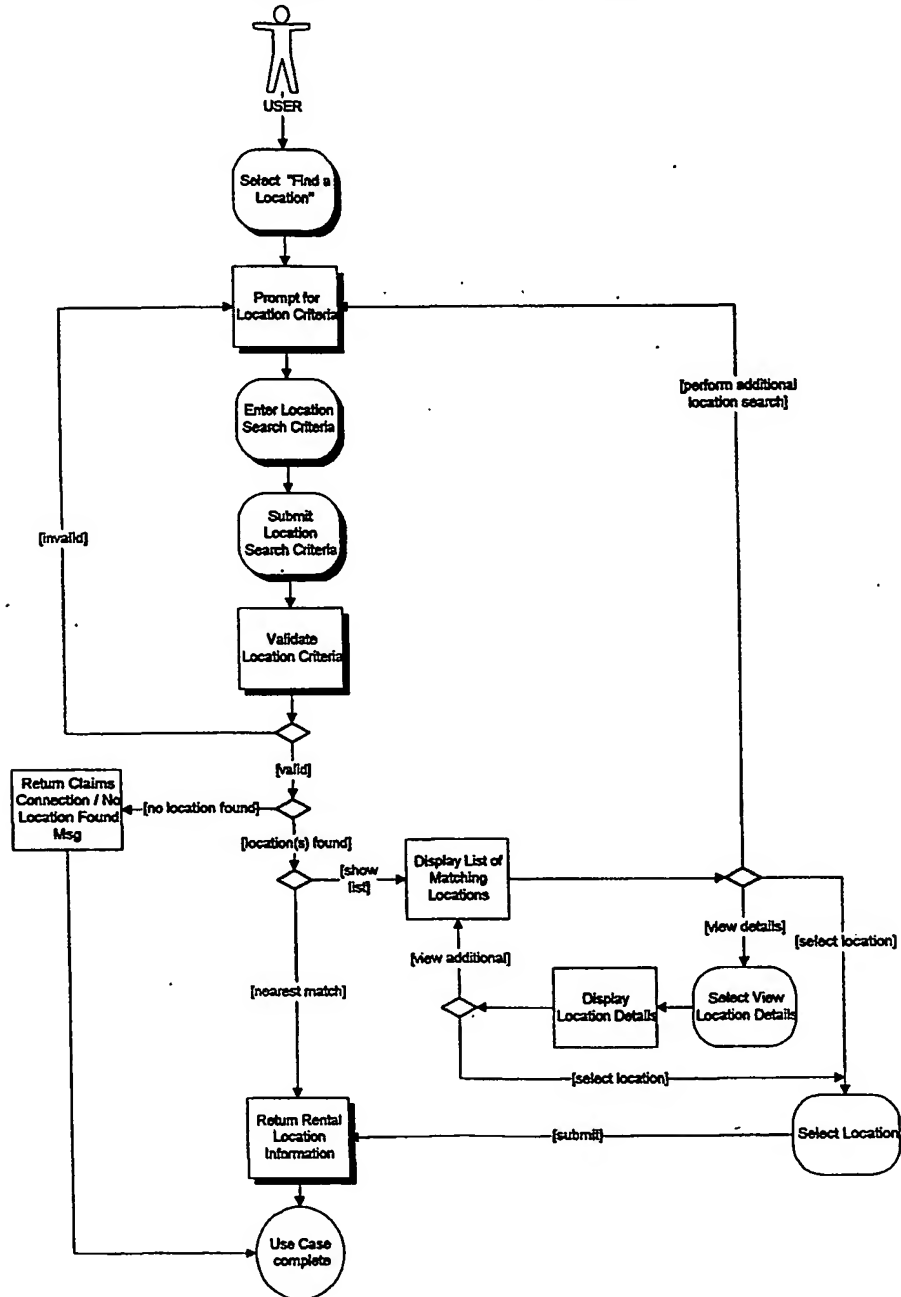 USER
Select "Find a
Location"
Prompt for
Location Criteria
[perform additional
location search]
Enter Location
Search Criteria
Submit
Location
Search Criteria
[invalid]
Validate
Location Criteria
[valid]
Return Claims
Connection / No
Location Found
Msg
[no location found]
[location(s) found]
[show
list]
Display List of
Matching
Locations
[view details]
[select location]
[view additional]
[nearest match]
Display
Location Details
Select View
Location Details
[select location]
Return Rental
Location
Information
[submit]
Select Location
Use Case
complete